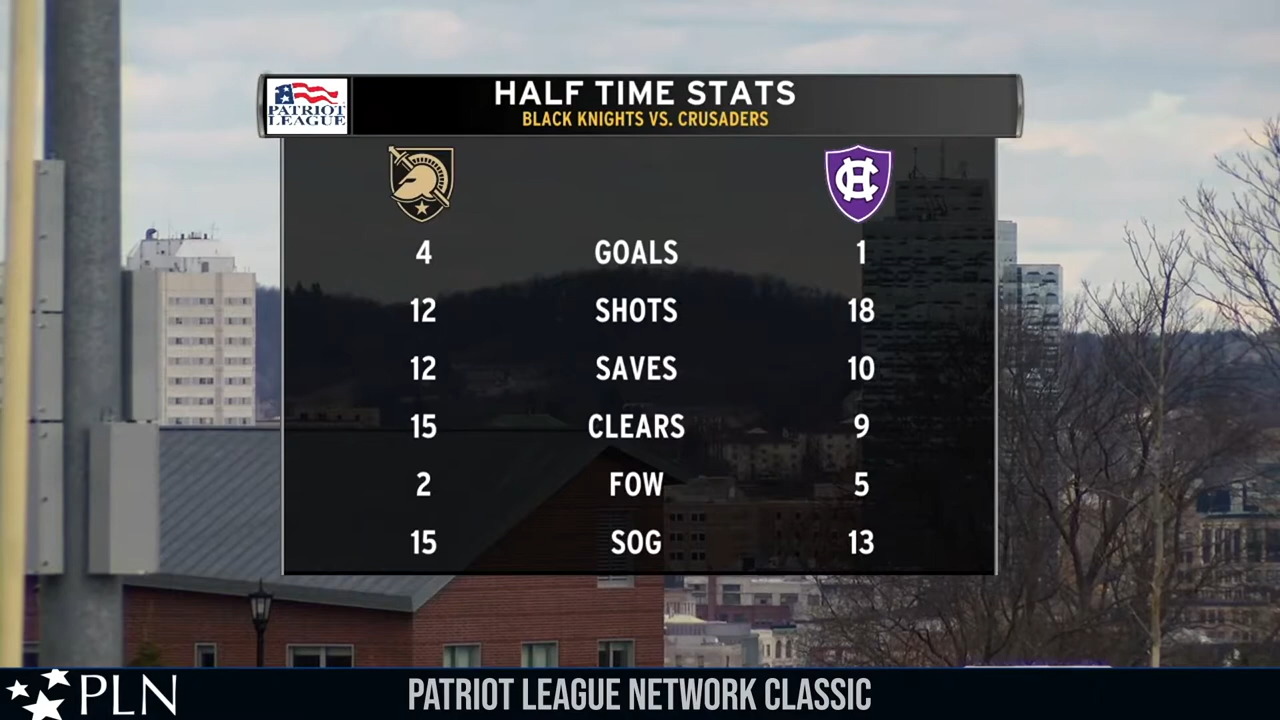 PATRIOT
LEAGUE
HALF TIME STATS
BLACK KNIGHTS VS. CRUSADERS
HC
4 GOALS 1
12 SHOTS 18
12 SAVES 10
15 CLEARS 9
2 FOW 5
15 SOG 13
PLN PATRIOT LEAGUE NETWORK CLASSIC